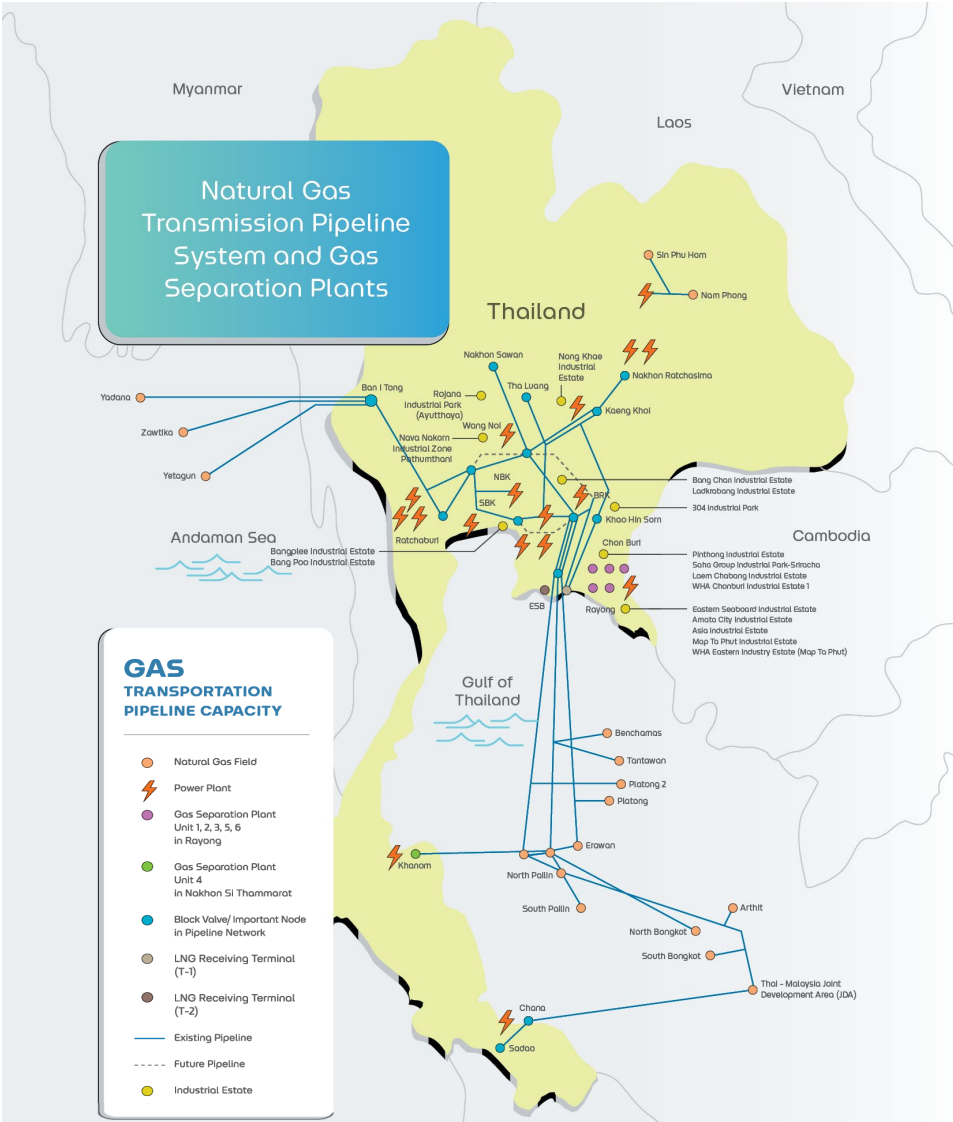 Myanmar
Vietnam
Laos
Natural Gas
Transmission Pipeline
System and Gas
Separation Plants
Sin Phu Hom
Nam Phong
Thailand
Nakhon Sawan
Nong Khae
Industrial
Estate
Nakhon Ratchasima
Tha Luang
Ban I Tong
Rojana
Industrial Park
(Ayutthaya)
Kaeng Khoi
Yadana
Zawtika
Yetagun
Wang Noi
Nava Nakorn
Industrial Zone
Pathumthani
NBK
SBK
BRK
Bang Chan Industrial Estate
Ladkrabang Industrial Estate
304 Industrial Park
Khao Hin Sorn
Ratchaburi
Andaman Sea
Cambodia
Bangplee Industrial Estate
Bang Poo Industrial Estate
Chon Buri
Pinthong Industrial Estate
Saha Group Industrial Park-Sriracha
Laem Chabang Industrial Estate
WHA Chonburi Industrial Estate 1
ESB
Rayong
Eastern Seaboard Industrial Estate
Amata City Industrial Estate
Asia Industrial Estate
Map Ta Phut Industrial Estate
WHA Eastern Industry Estate (Map Ta Phut)
Gulf of
Thailand
Benchamas
Tantawan
Platong 2
Platong
Erawan
Khanom
North Pailin
South Pailin
Arthit
North Bongkot
South Bongkot
Thai - Malaysia Joint
Development Area (JDA)
Chana
Sadao
GAS
TRANSPORTATION
PIPELINE CAPACITY
Natural Gas Field
Power Plant
Gas Separation Plant
Unit 1, 2, 3, 5, 6
in Rayong
Gas Separation Plant
Unit 4
in Nakhon Si Thammarat
Block Valve/ Important Node
in Pipeline Network
LNG Receiving Terminal
(T-1)
LNG Receiving Terminal
(T-2)
Existing Pipeline
Future Pipeline
Industrial Estate